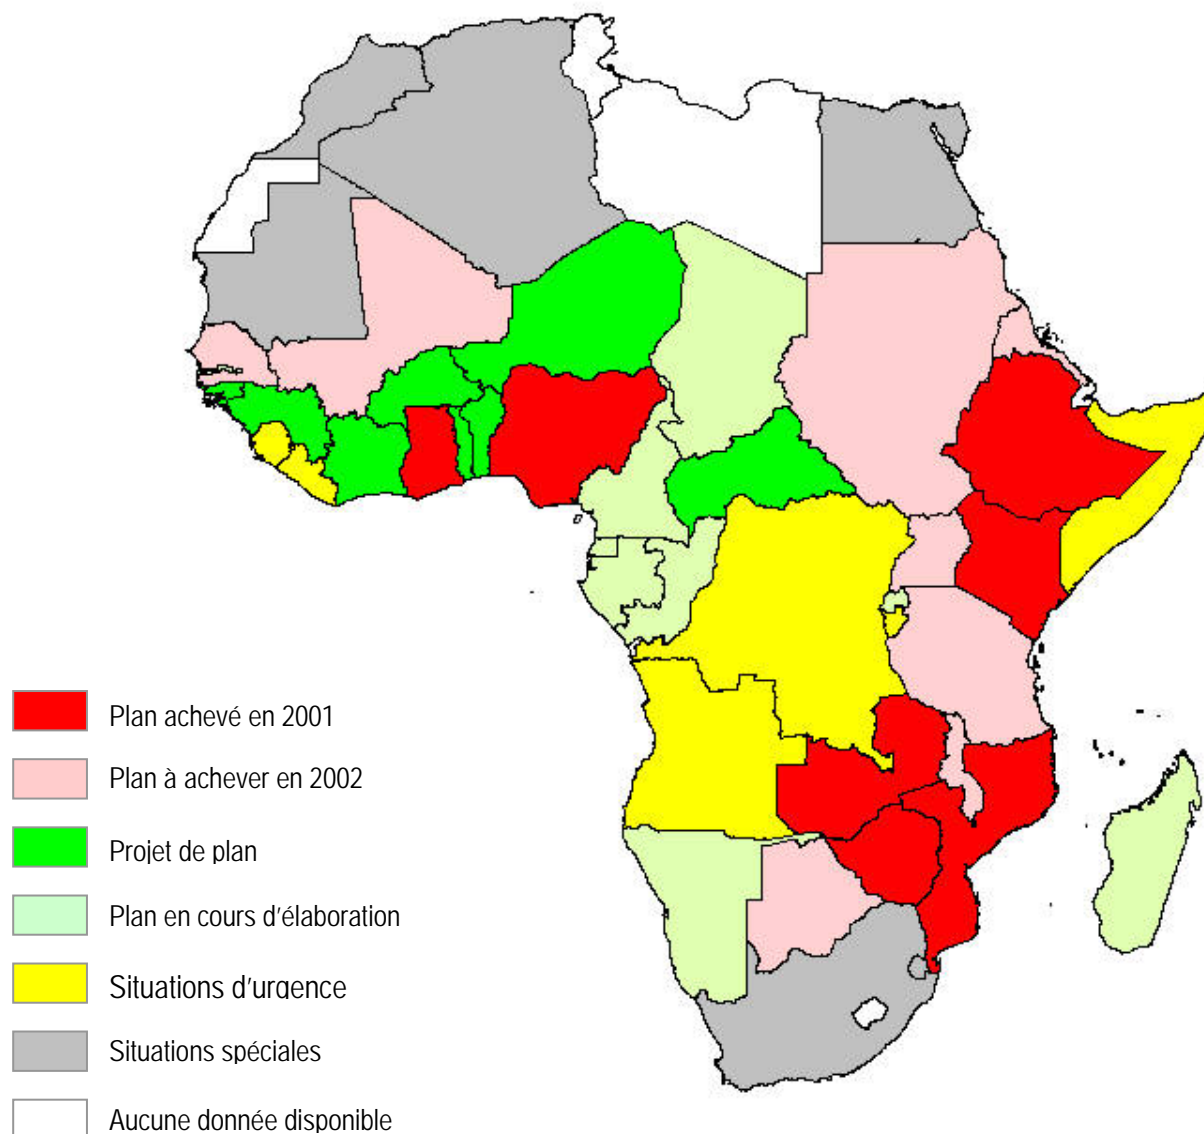 Plan achevé en 2001
Plan à achever en 2002
Projet de plan
Plan en cours d'élaboration
Situations d'urgence
Situations spéciales
Aucune donnée disponible